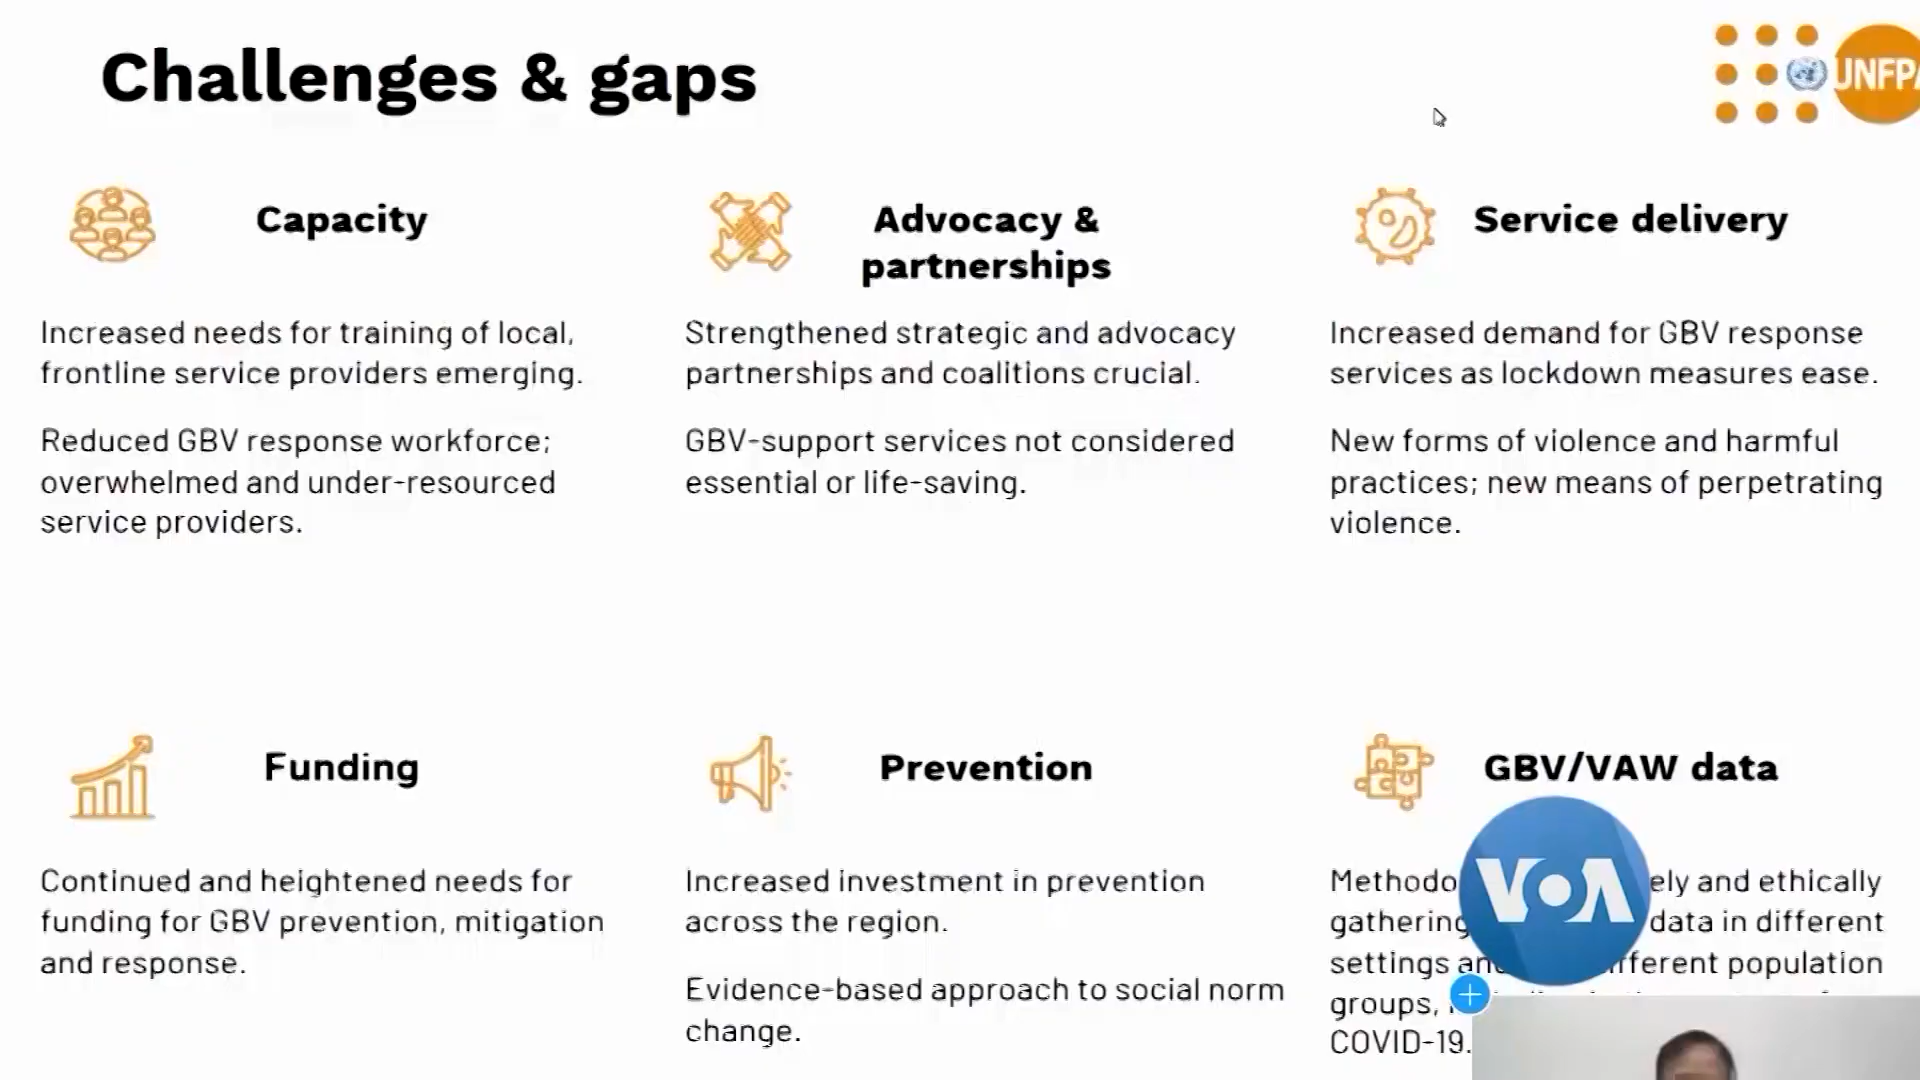 Challenges & gaps
UNFPA
Capacity
Increased needs for training of local,
frontline service providers emerging.
Reduced GBV response workforce;
overwhelmed and under-resourced
service providers.
Advocacy &
partnerships
Strengthened strategic and advocacy
partnerships and coalitions crucial.
GBV-support services not considered
essential or life-saving.
Service delivery
Increased demand for GBV response
services as lockdown measures ease.
New forms of violence and harmful
practices; new means of perpetrating
violence.
Funding
Continued and heightened needs for
funding for GBV prevention, mitigation
and response.
Prevention
Increased investment in prevention
across the region.
Evidence-based approach to social norm
change.
GBV/VAW data
and ethically
gathering data in different
settings population
groups,
COVID-19.
VOA